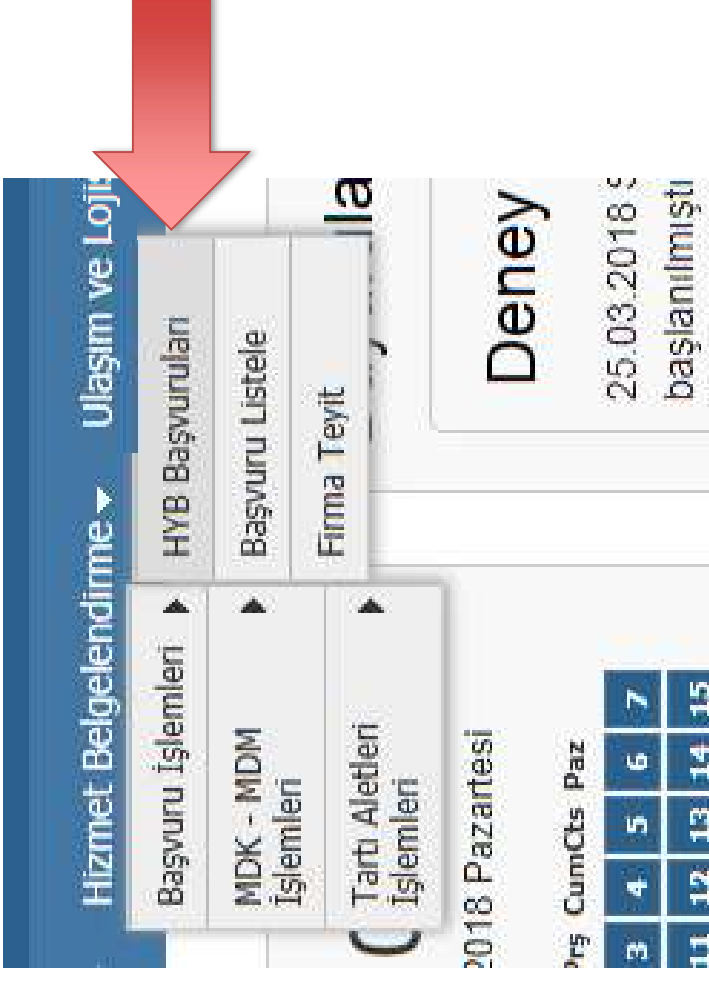 Hizmet Belgelendirme
Ulaşım ve
Başvuru İşlemleri
HYB Başvuruları
Başvuru Listele
Firma Teyit
MDK - MDM
İşlemleri
Tartı Aletleri
İşlemleri
Deney
25.03.2018
başlanılmıştı
2018 Pazartesi
Prş Cum Cts Paz
3 4 5 6 7
11 12 13 14 15